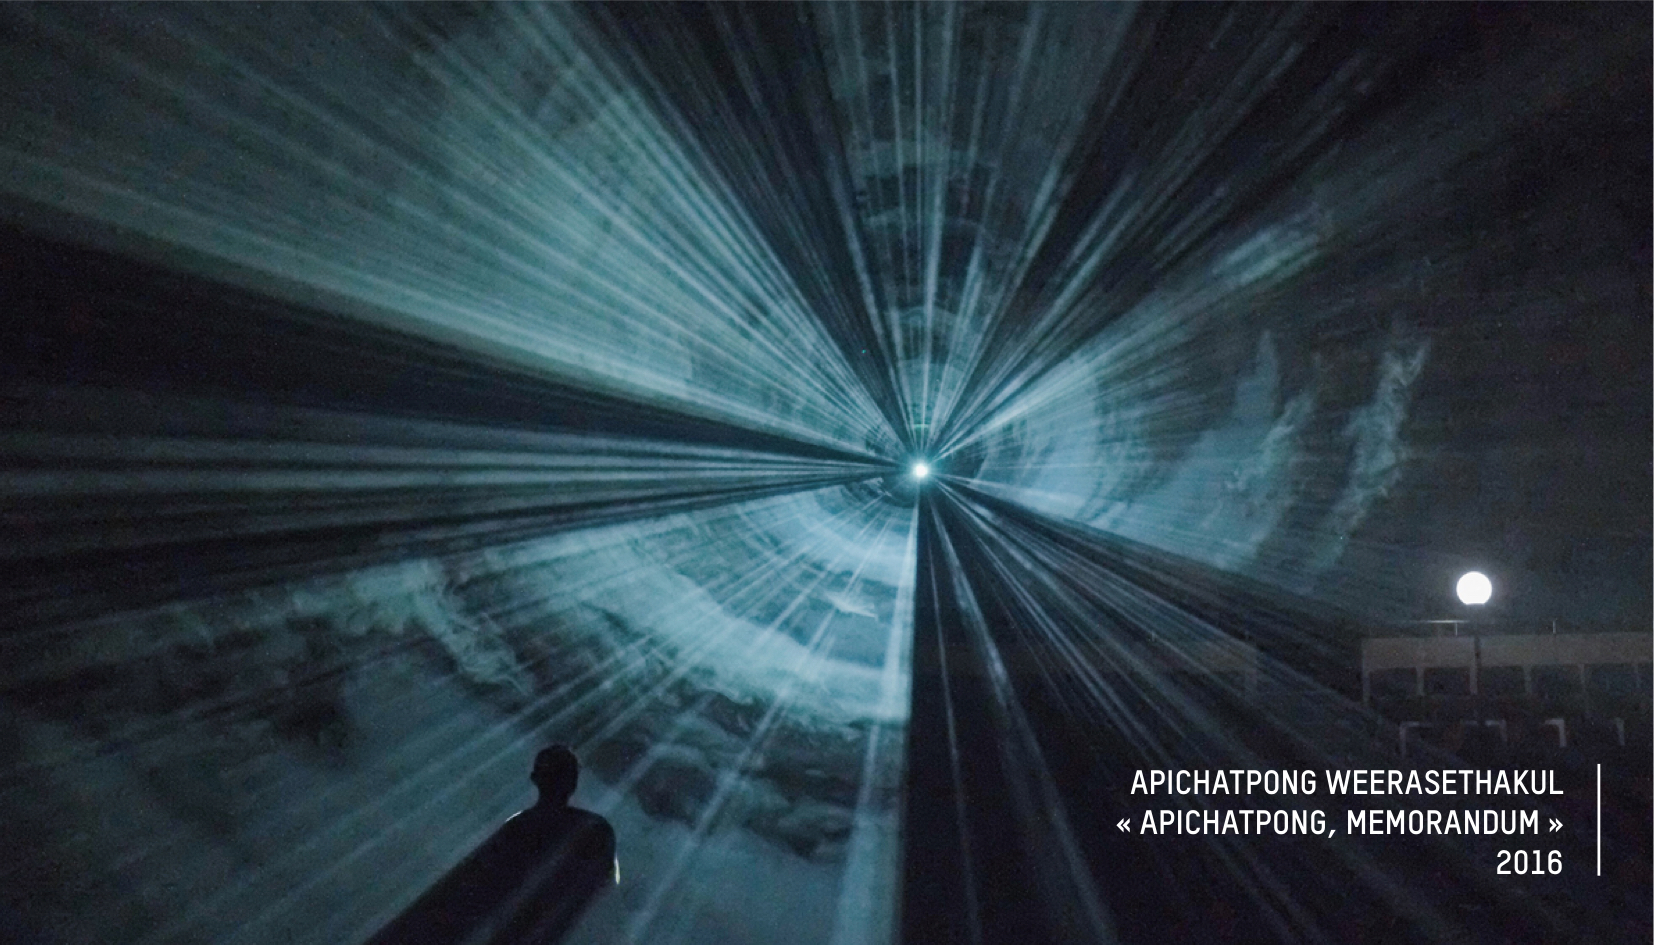 APICHATPONG WEERASETHAKUL
« APICHATPONG, MEMORANDUM »
2016